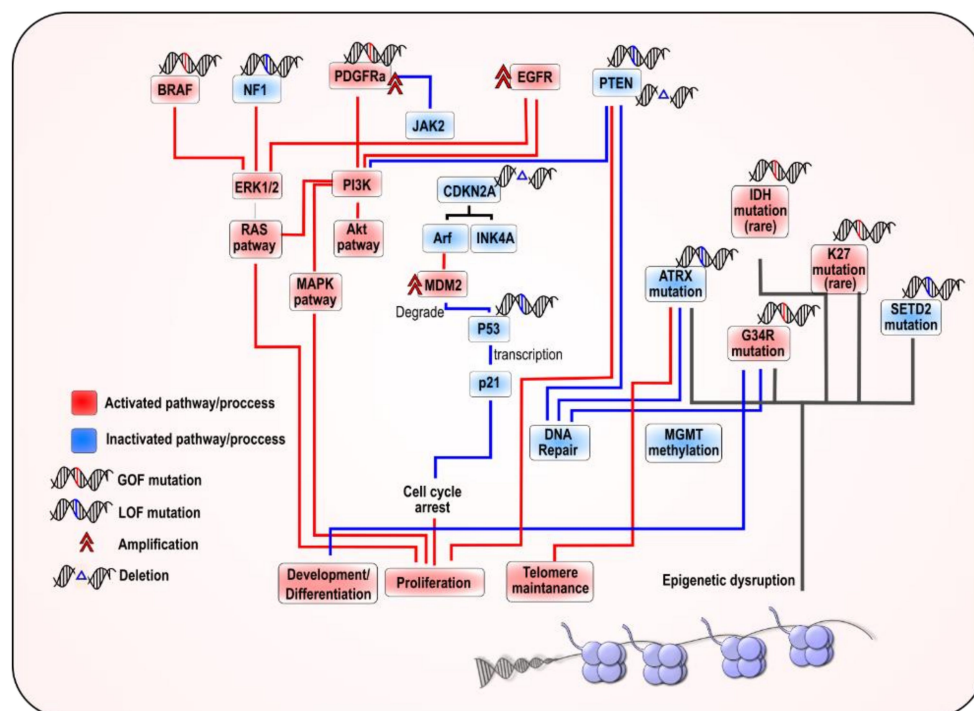 BRAF
NF1
PDGFRa
EGFR
PTEN
JAK2
ERK1/2
PI3K
CDKN2A
IDH
mutation
(rare)
RAS
patway
Akt
patway
Arf
INK4A
K27
mutation
(rare)
ATRX
mutation
MAPK
patway
MDM2
SETD2
mutation
Degrade
P53
G34R
mutation
transcription
p21
Activated pathway/proccess
Inactivated pathway/proccess
DNA
Repair
MGMT
methylation
GOF mutation
LOF mutation
Amplification
Deletion
Cell cycle
arrest
Development/
Differentiation
Proliferation
Telomere
maintanance
Epigenetic dysruption